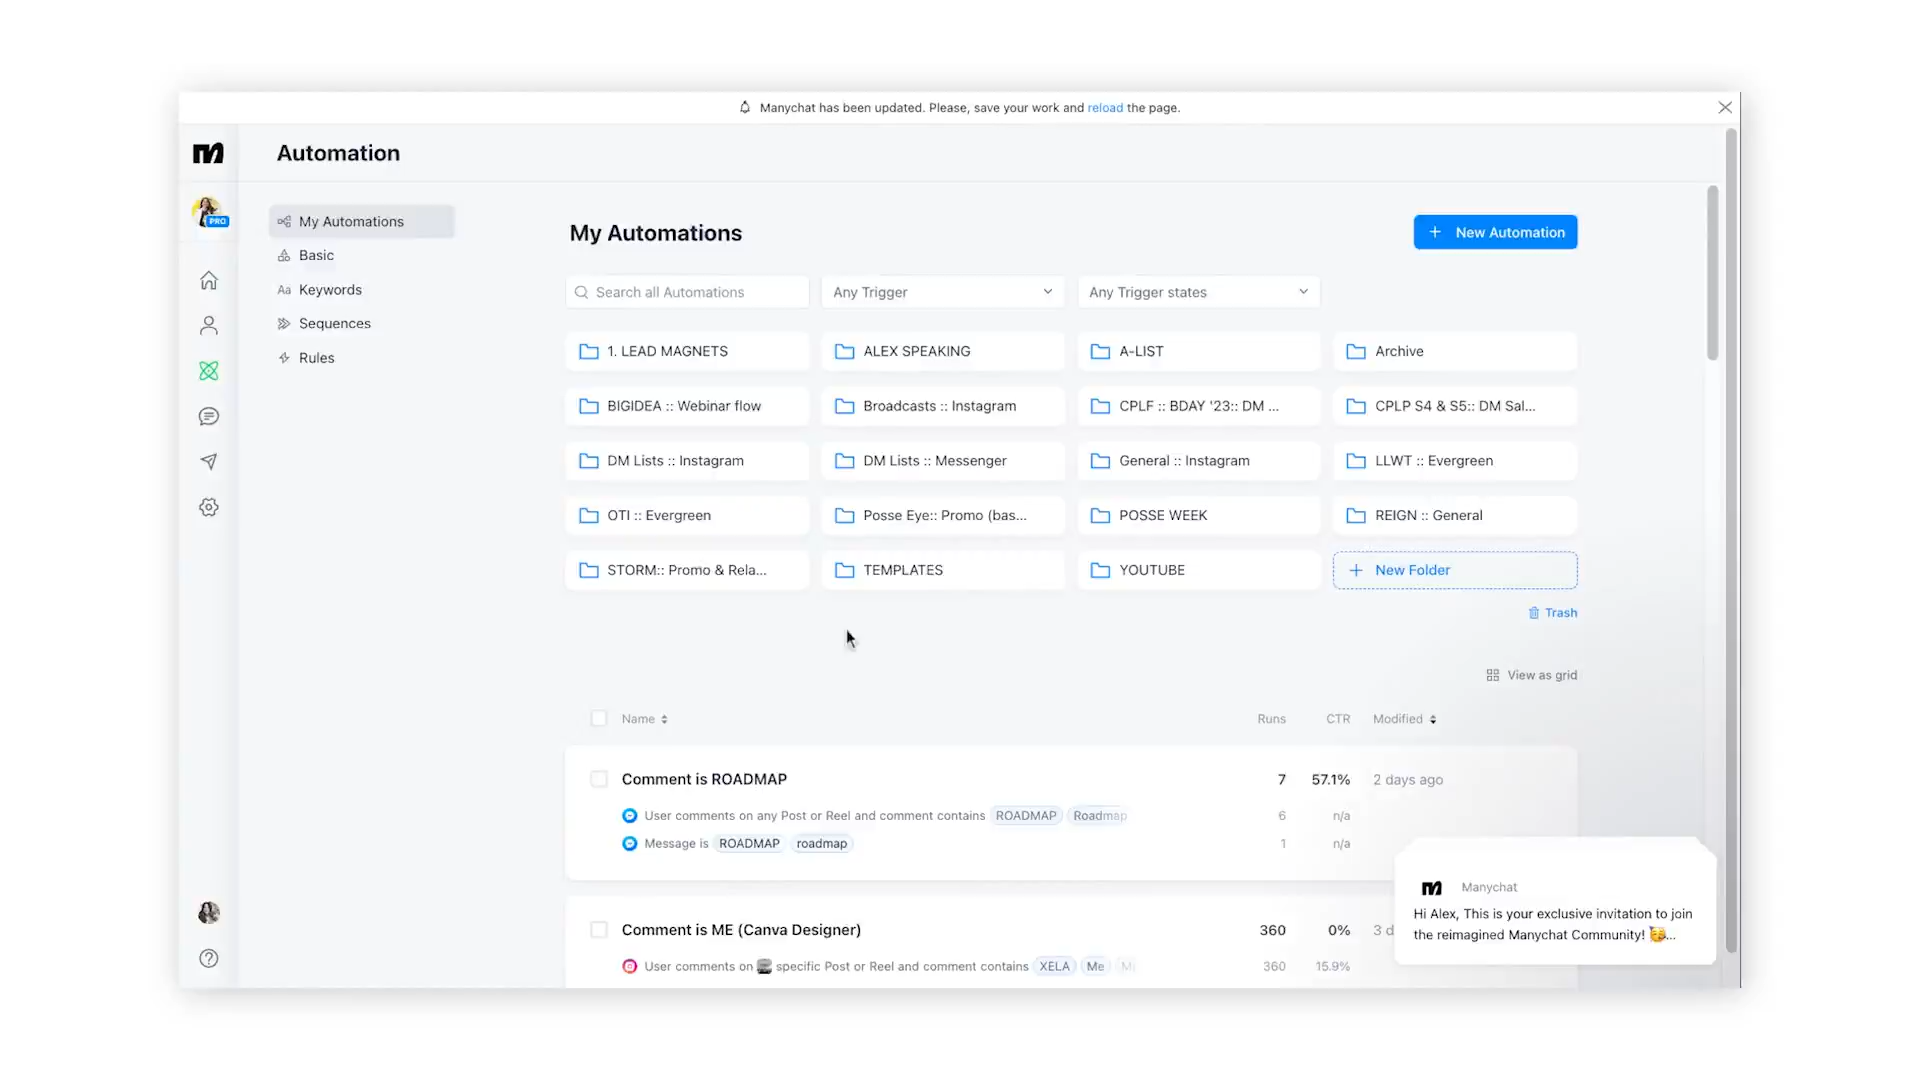 Manychat has been updated. Please, save your work and reload the page.
Automation
PRO
My Automations
Basic
Aa Keywords
Sequences
Rules
My Automations
+ New Automation
Search all Automations
Any Trigger
Any Trigger states
1. LEAD MAGNETS
ALEX SPEAKING
A-LIST
Archive
BIGIDEA :: Webinar flow
Broadcasts :: Instagram
CPLF :: BDAY '23:: DM ...
CPLP S4 & S5:: DM Sal...
DM Lists :: Instagram
DM Lists :: Messenger
General :: Instagram
LLWT :: Evergreen
OTI :: Evergreen
Posse Eye:: Promo (bas...
POSSE WEEK
REIGN :: General
STORM:: Promo & Rela...
TEMPLATES
YOUTUBE
+ New Folder
Trash
View as grid
Name Runs CTR Modified
Comment is ROADMAP 7 57.1% 2 days ago
User comments on any Post or Reel and comment contains ROADMAP Roadmap 6 n/a
Message is ROADMAP roadmap 1 n/a
Comment is ME (Canva Designer) 360 0% 3 d
User comments on specific Post or Reel and comment contains XELA Me M 360 15.9%
Manychat
Hi Alex, This is your exclusive invitation to join
the reimagined Manychat Community! 🥳...